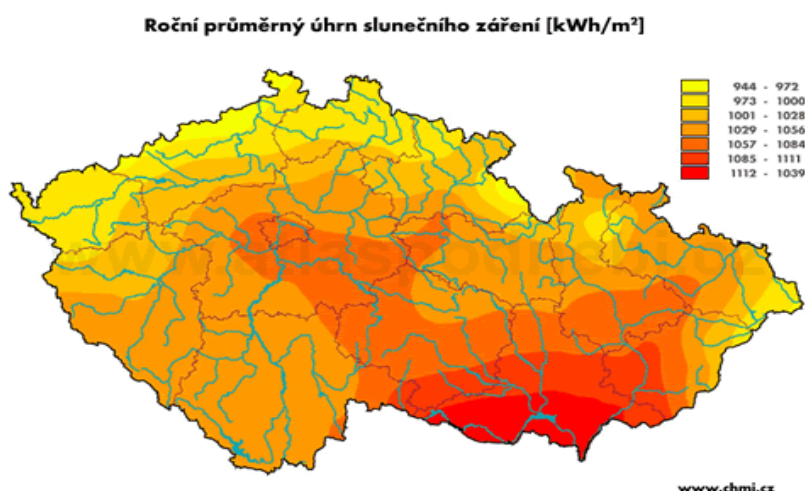 Roční průměrný úhrn slunečního záření [kWh/m²]
944 - 972
973 - 1000
1001 - 1028
1029 - 1056
1057 - 1084
1085 - 1111
1112 - 1039
www.chmi.cz